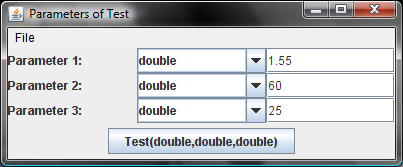 Parameters of Test
File
Parameter 1: double 1.55
Parameter 2: double 60
Parameter 3: double 25
Test(double,double,double)